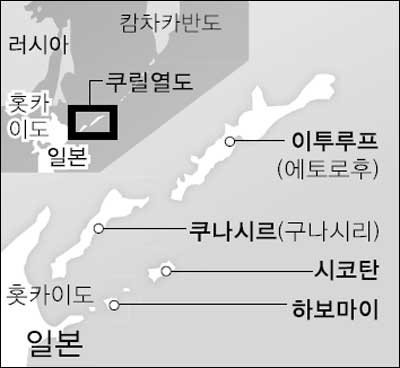 캄차카반도
러시아
쿠릴열도
홋카
이도
일본
이투루프
(에토로후)
쿠나시르(구나시리)
시코탄
홋카이도
하보마이
일본